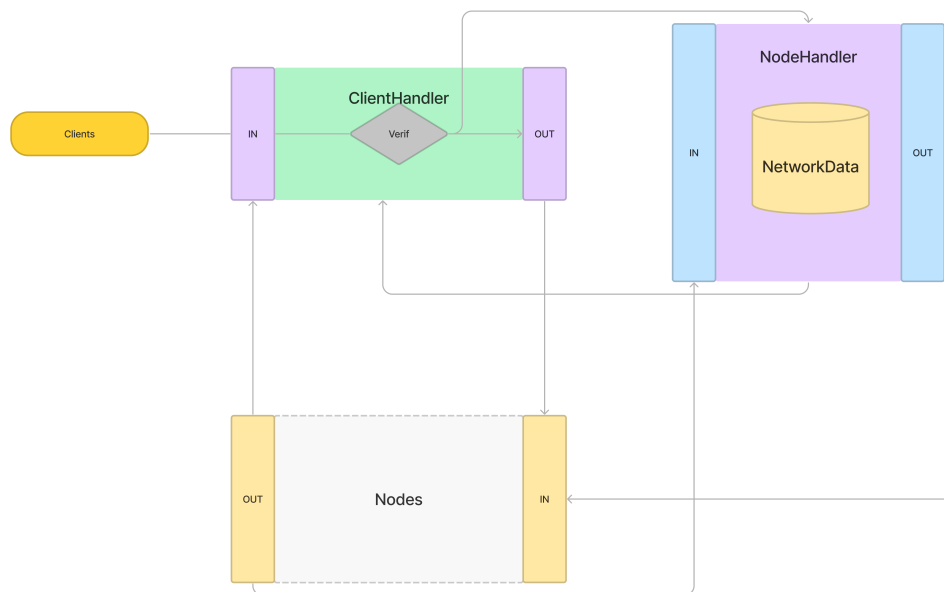 NodeHandler
ClientHandler
Clients
IN
Verif
OUT
IN
NetworkData
OUT
OUT
Nodes
IN